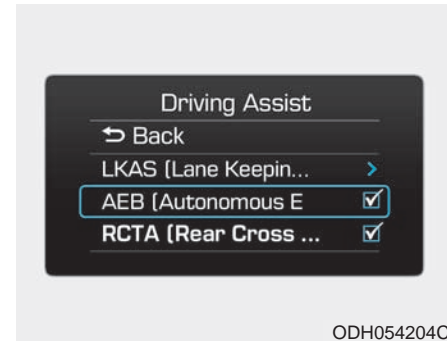 Driving Assist
Back
LKAS (Lane Keepin...
AEB (Autonomous E
RCTA (Rear Cross ...
ODH054204C